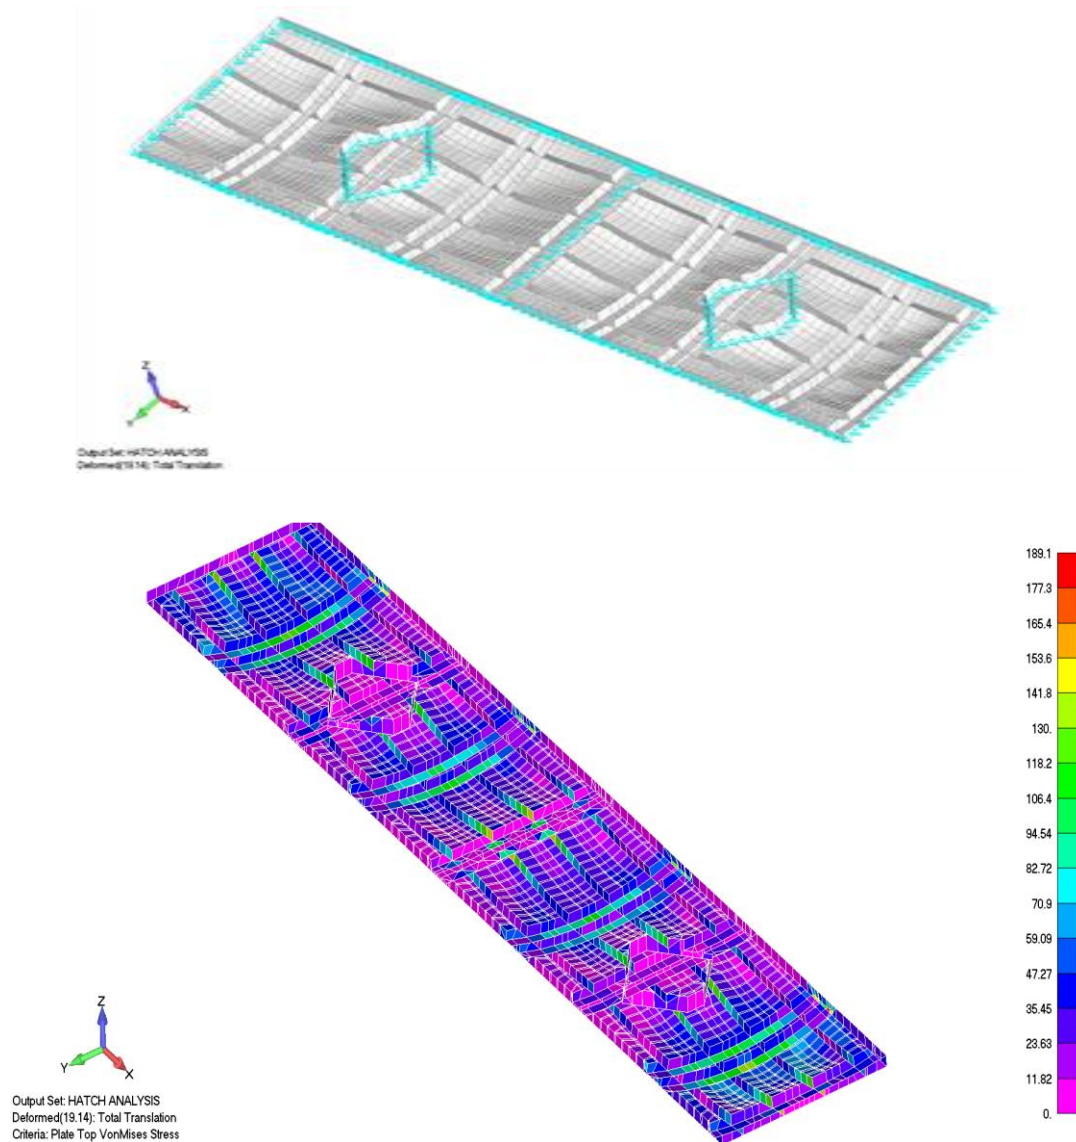 Z
X
Y
Output Set: HATCH ANALYSIS
Deformed(19.14): Total Translation
189.1
177.3
165.4
153.6
141.8
130.
118.2
106.4
94.54
82.72
70.9
59.09
47.27
35.45
23.63
11.82
0.
Z
Y
X
Output Set: HATCH ANALYSIS
Deformed(19.14): Total Translation
Criteria: Plate Top VonMises Stress